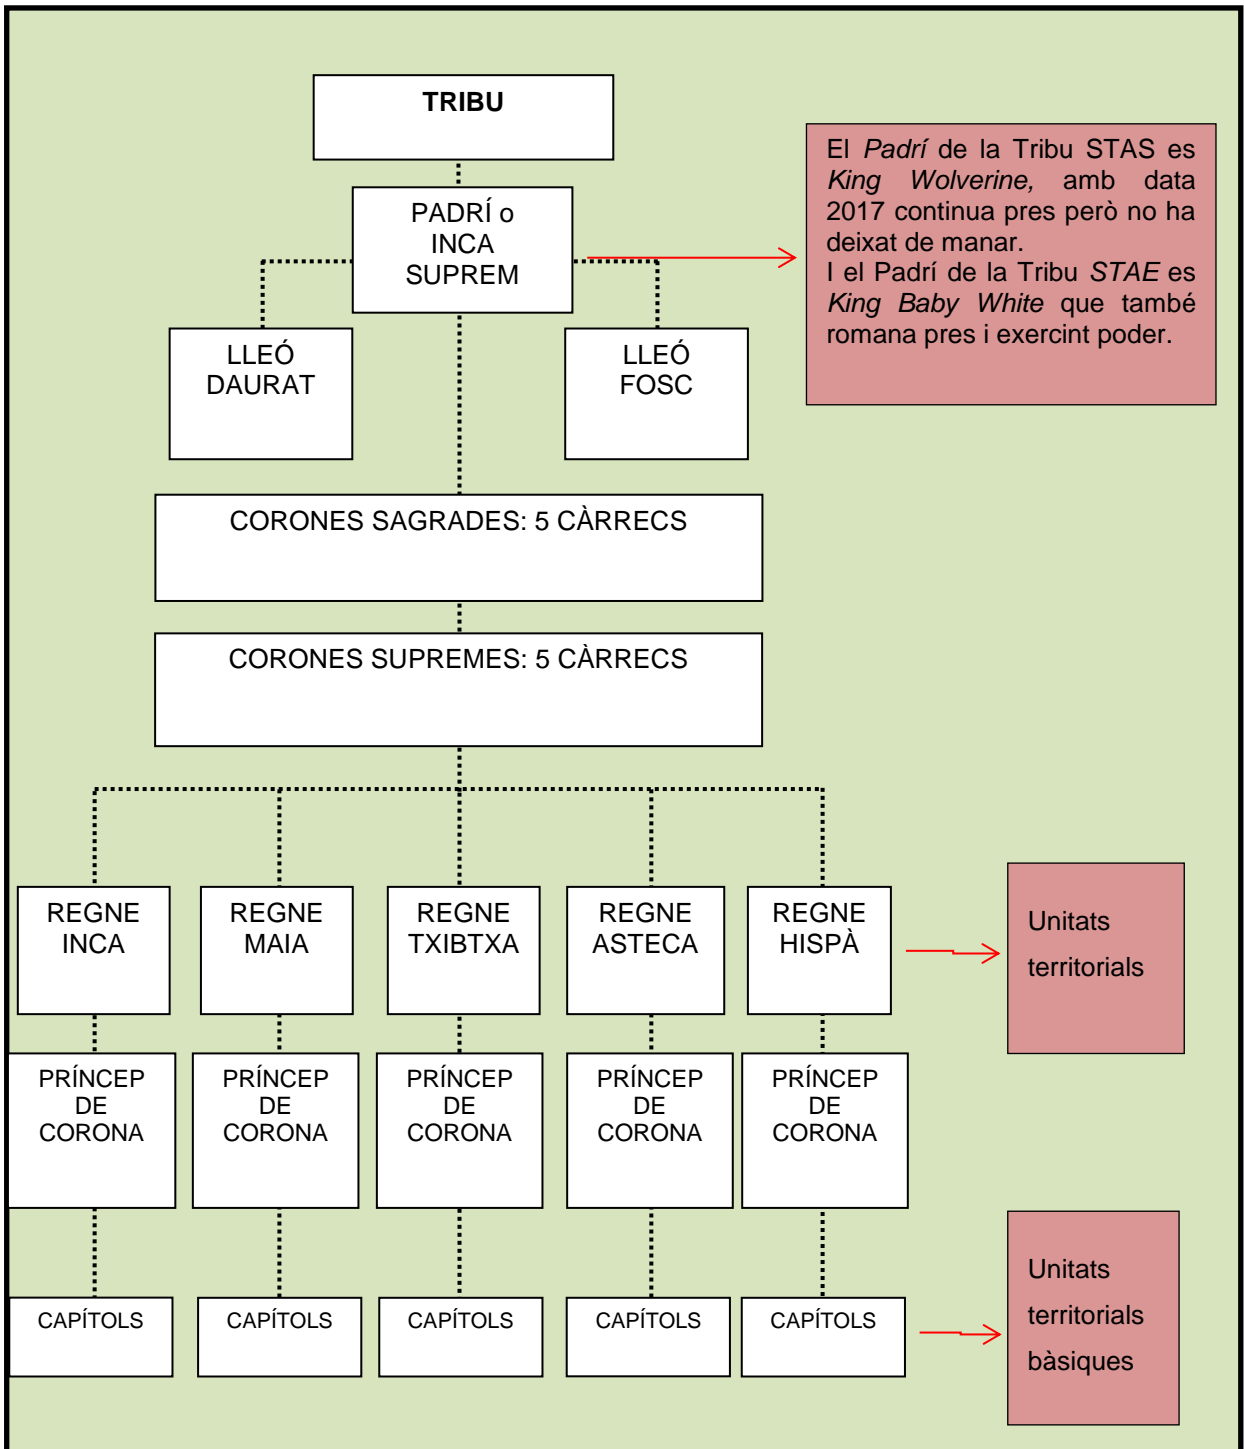 TRIBU
PADRÍ o
INCA
SUPREM
El Padrí de la Tribu STAS es
King Wolverine, amb data
2017 continua pres però no ha
deixat de manar.
I el Padrí de la Tribu STAE es
King Baby White que també
romana pres i exercint poder.
LLEÓ
DAURAT
LLEÓ
FOSC
CORONES SAGRADES: 5 CÀRRECS
CORONES SUPREMES: 5 CÀRRECS
REGNE
INCA
REGNE
MAIA
REGNE
TXIBTXA
REGNE
ASTECA
REGNE
HISPÀ
Unitats
territorials
PRÍNCEP
DE
CORONA
PRÍNCEP
DE
CORONA
PRÍNCEP
DE
CORONA
PRÍNCEP
DE
CORONA
PRÍNCEP
DE
CORONA
CAPÍTOLS
CAPÍTOLS
CAPÍTOLS
CAPÍTOLS
CAPÍTOLS
Unitats
territorials
bàsiques